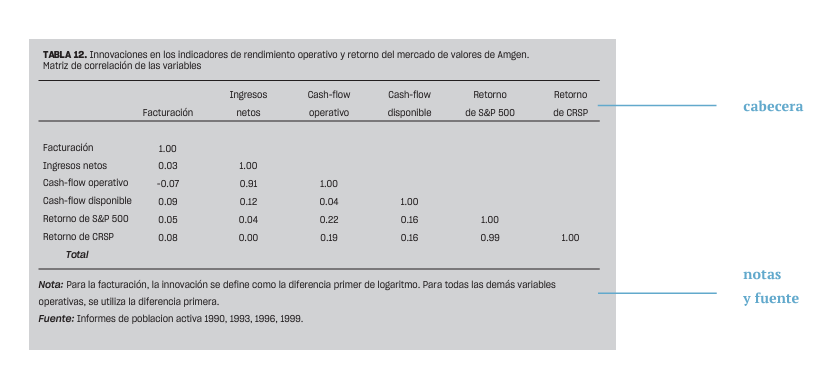 TABLA 12. Innovaciones en los indicadores de rendimiento operativo y retorno del mercado de valores de Amgen.
Matriz de correlación de las variables
Ingresos Cash-flow Cash-flow Retorno Retorno
Facturación netos operativo disponible de S&P 500 de CRSP
cabecera
Facturación 1.00
Ingresos netos 0.03 1.00
Cash-flow operativo -0.07 0.91 1.00
Cash-flow disponible 0.09 0.12 0.04 1.00
Retorno de S&P 500 0.05 0.04 0.22 0.16 1.00
Retorno de CRSP 0.08 0.00 0.19 0.16 0.99 1.00
Total
Nota: Para la facturación, la innovación se define como la diferencia primer de logaritmo. Para todas las demás variables
operativas, se utiliza la diferencia primera.
Fuente: Informes de poblacion activa 1990, 1993, 1996, 1999.
notas
y fuente